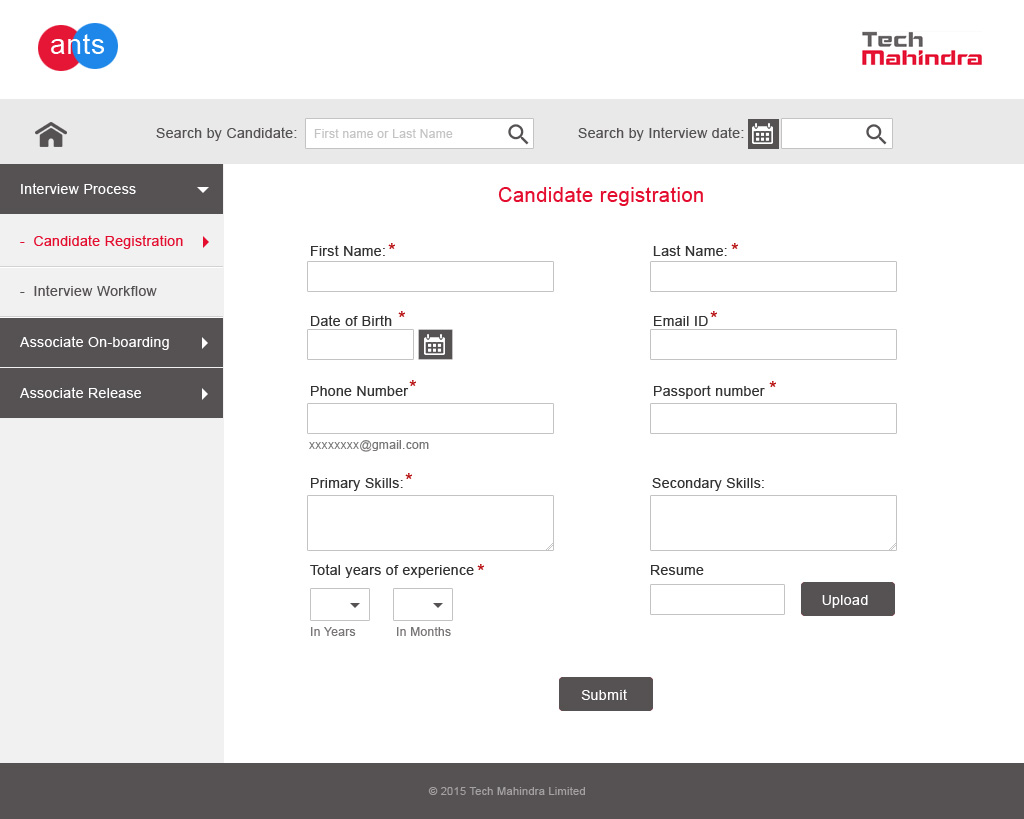 ants
Tech
Mahindra
Search by Candidate: First name or Last Name Search by Interview date:
Interview Process
- Candidate Registration
- Interview Workflow
Associate On-boarding
Associate Release
Candidate registration
First Name: * Last Name: *
Date of Birth * Email ID *
Phone Number * Passport number *
xxxxxxxx@gmail.com
Primary Skills: * Secondary Skills:
Total years of experience * Resume
Upload
In Years In Months
Submit
© 2015 Tech Mahindra Limited